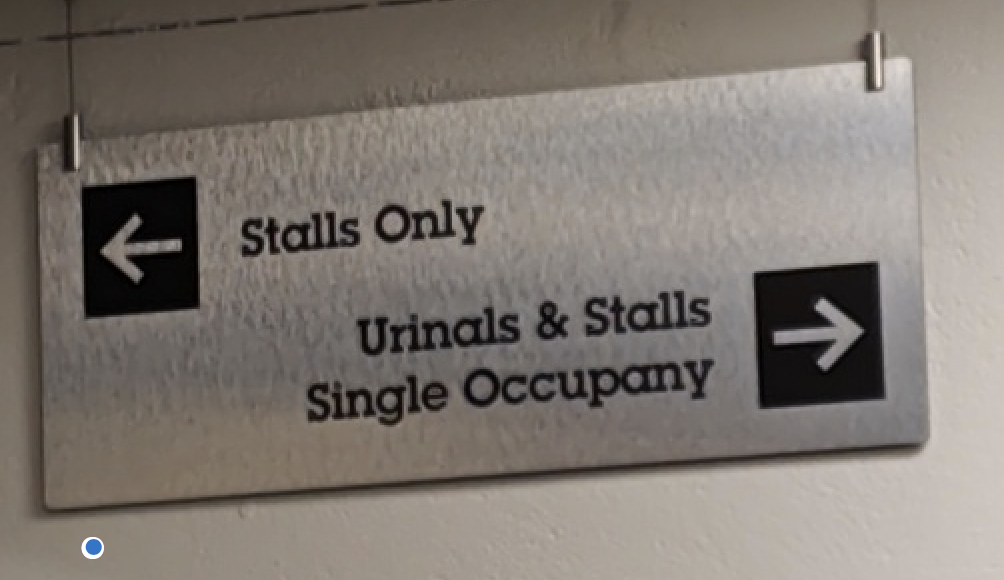 Stalls Only
Urinals & Stalls
Single Occupany